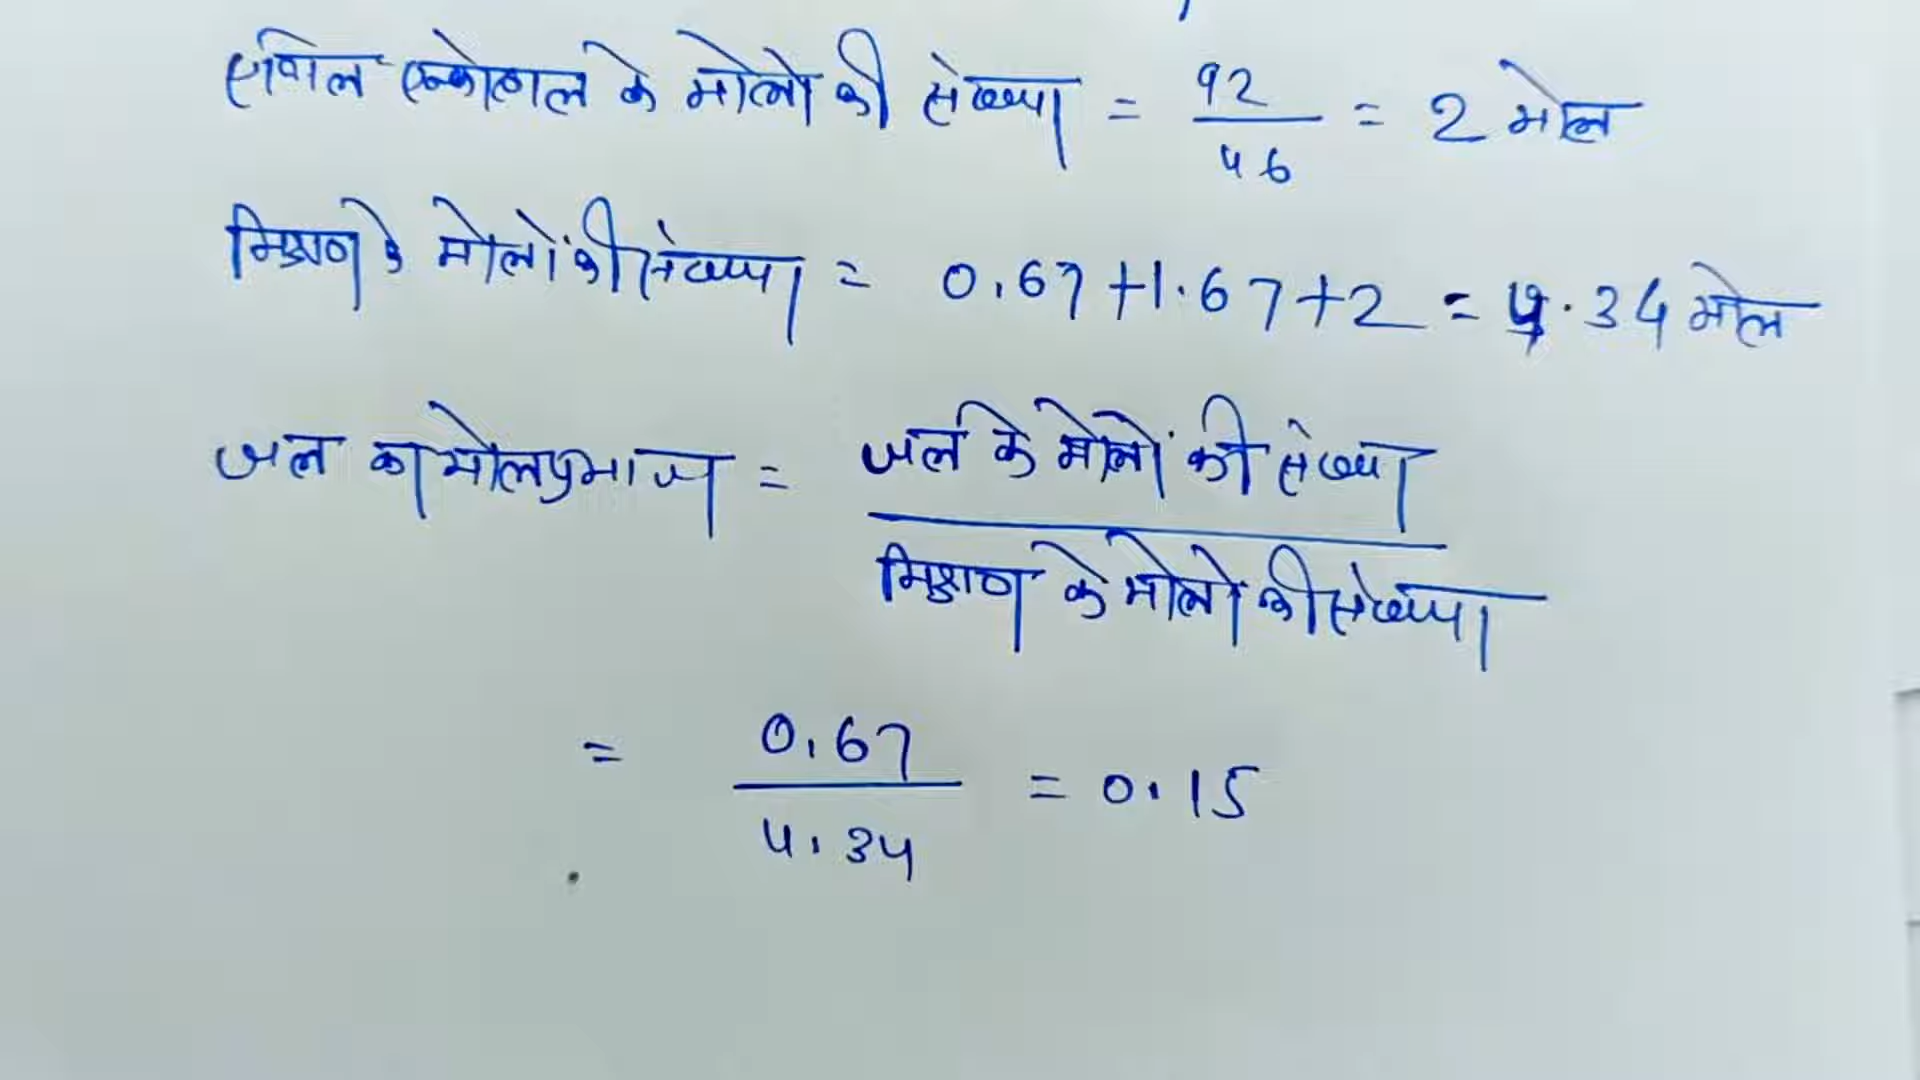 एथिल एल्कोहाल के मोलो की संख्या = 92/46 = 2 मोल
मिश्रण के मोलों की संख्या = 0.67+1.67+2 = 4.34 मोल
जल का मोलप्रभाज = जल के मोलों की संख्या / मिश्रण के मोलों की संख्या
= 0.67/4.34 = 0.15